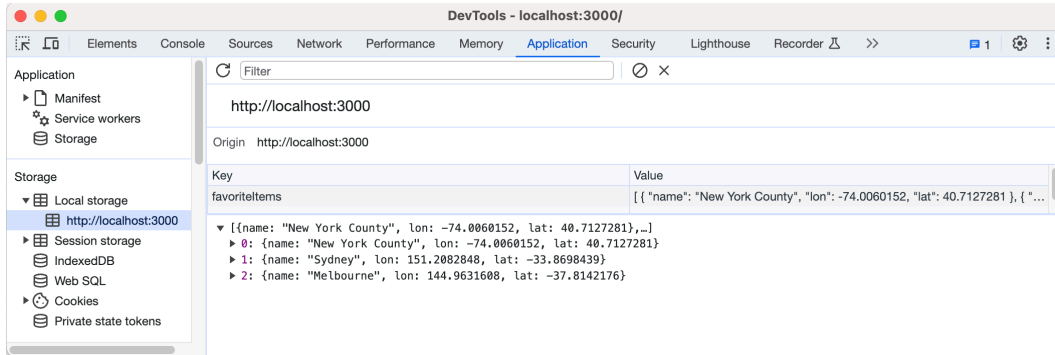 DevTools - localhost:3000/
Elements Console Sources Network Performance Memory Application Security Lighthouse Recorder >> 1
Application
Manifest
Service workers
Storage
Storage
Local storage
http://localhost:3000
Session storage
IndexedDB
Web SQL
Cookies
Private state tokens
Filter
http://localhost:3000
Origin http://localhost:3000
Key Value
favoriteItems [ { "name": "New York County", "lon": -74.0060152, "lat": 40.7127281 }, { "...
[{name: "New York County", lon: -74.0060152, lat: 40.7127281},…]
0: {name: "New York County", lon: -74.0060152, lat: 40.7127281}
1: {name: "Sydney", lon: 151.2082848, lat: -33.8698439}
2: {name: "Melbourne", lon: 144.9631608, lat: -37.8142176}